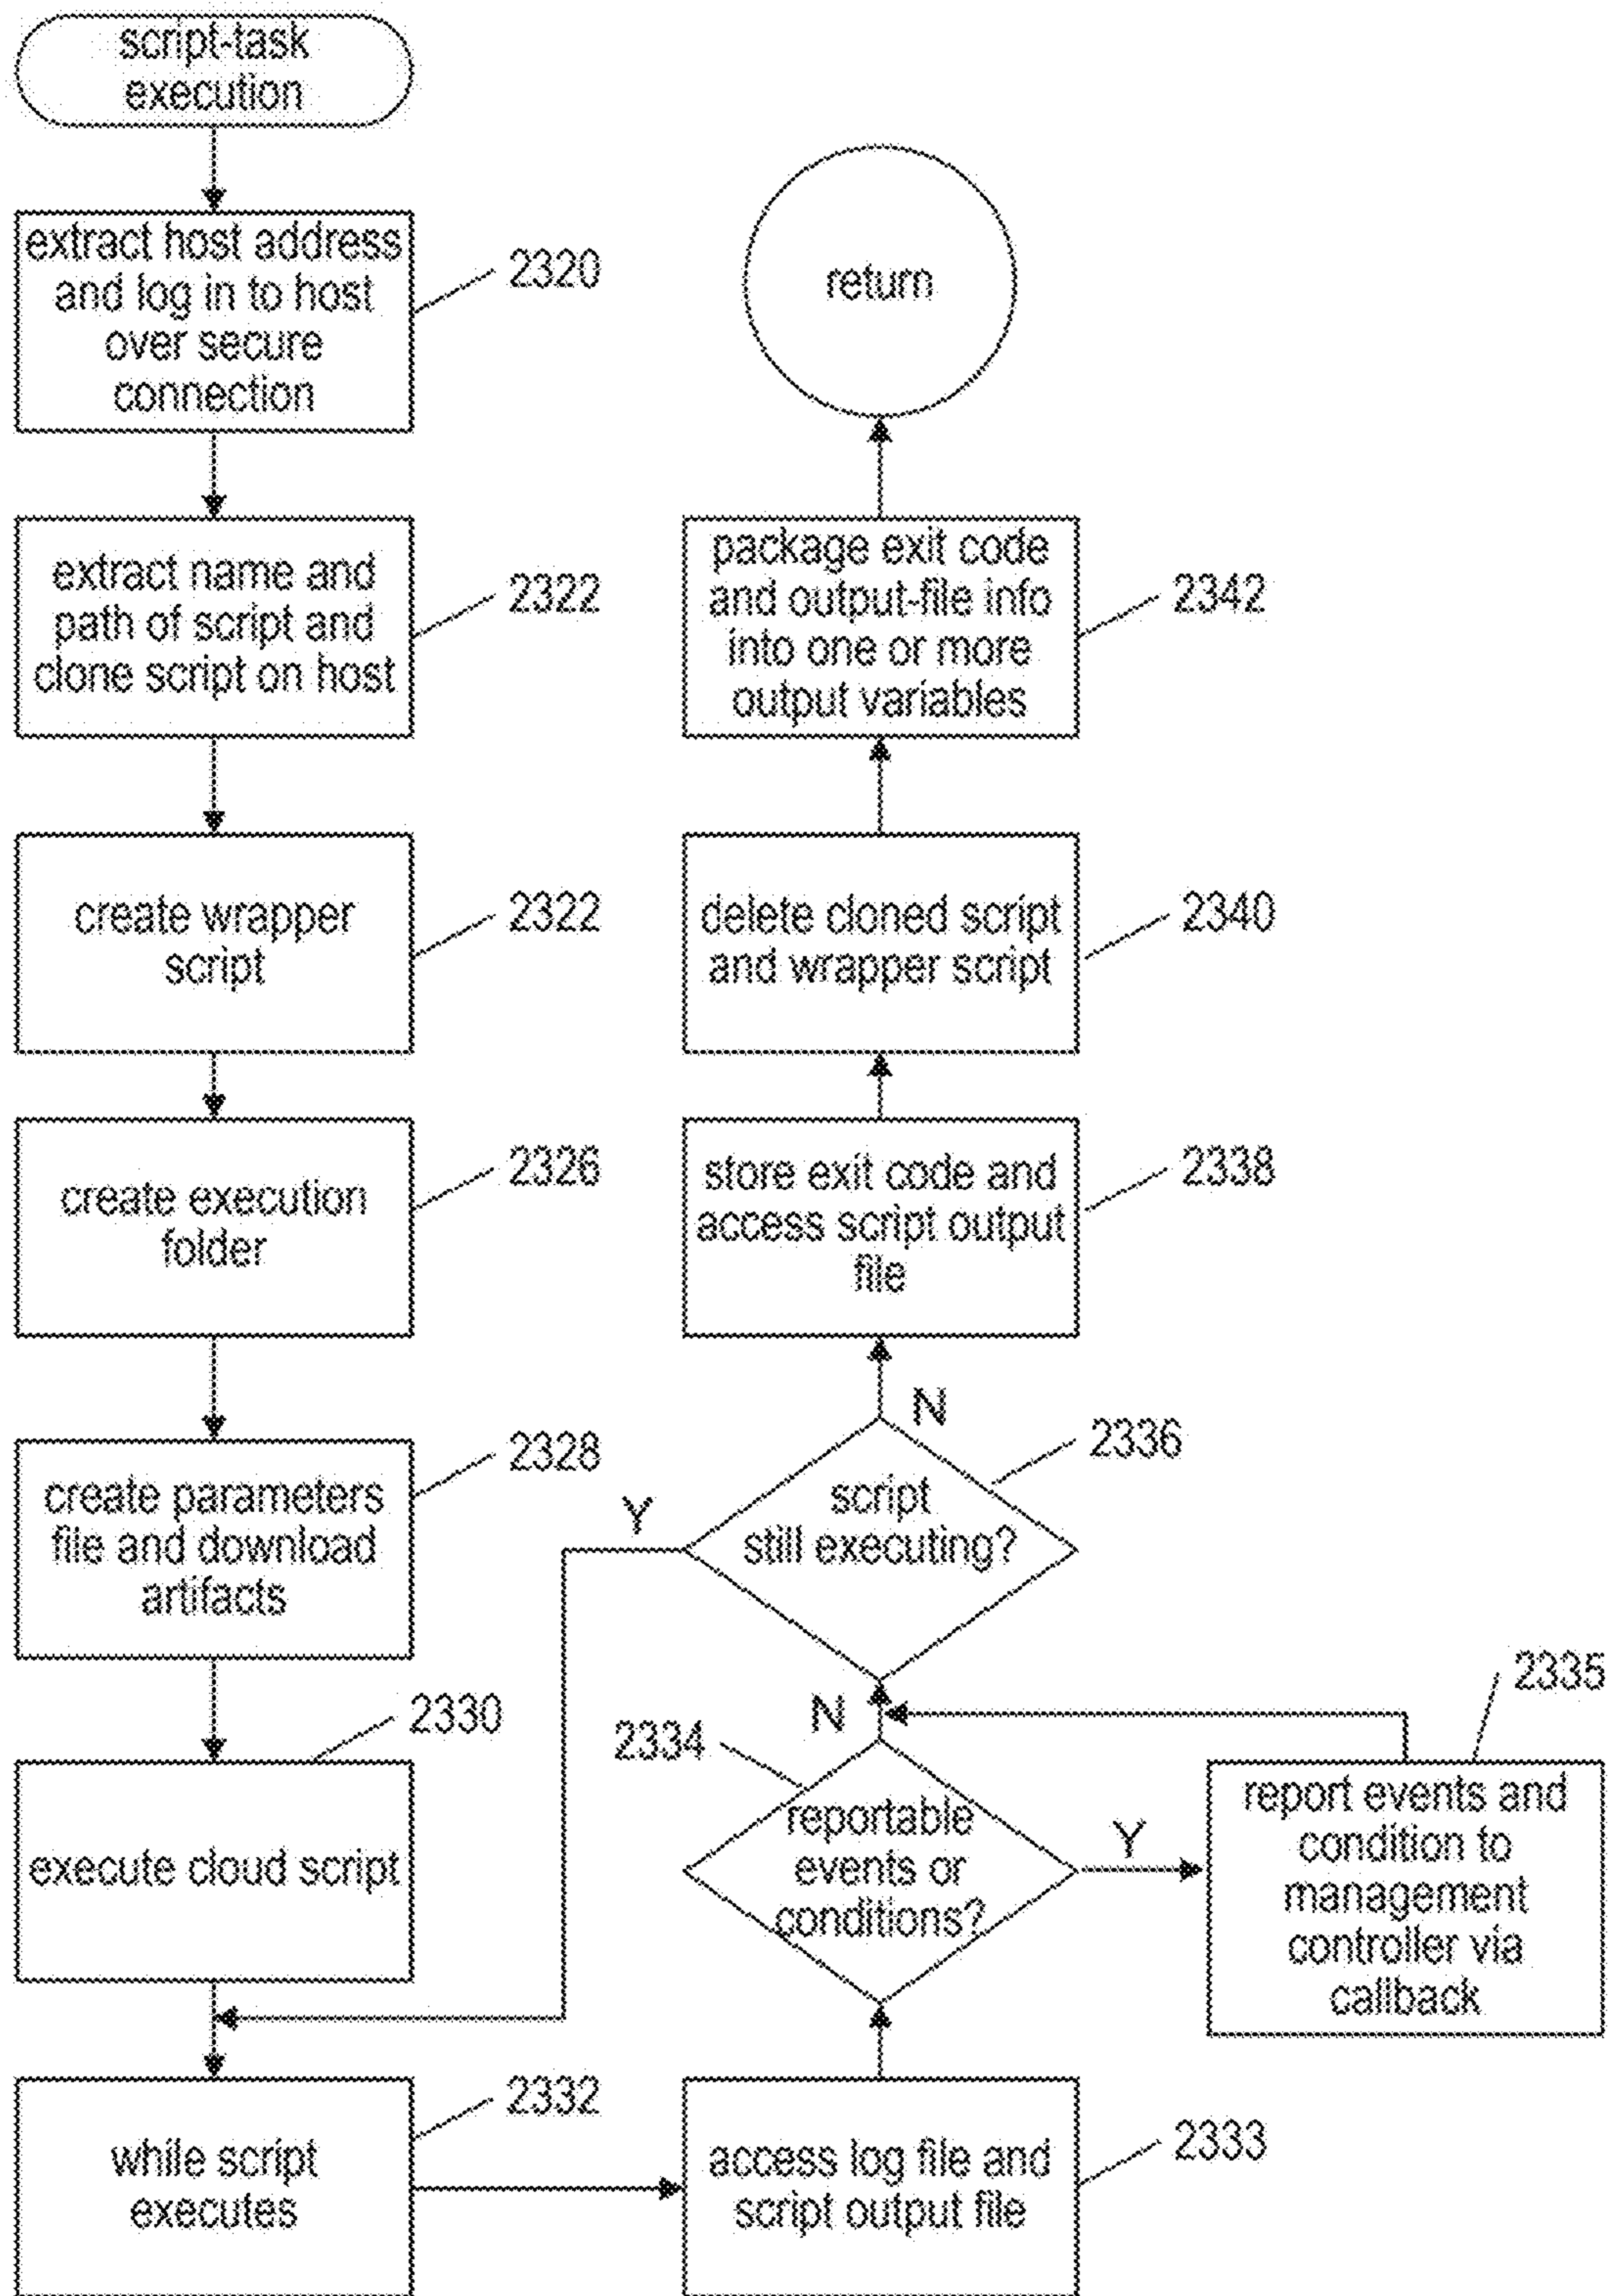 script-task
execution
extract host address
and log in to host
over secure
connection
2320
extract name and
path of script and
clone script on host
2322
create wrapper
script
2322
create execution
folder
2326
create parameters
file and download
artifacts
2328
execute cloud script
2330
while script
executes
2332
access log file and
script output file
2333
reportable
events or
conditions?
2334
Y
N
report events and
condition to
management
controller via
callback
2335
script
still executing?
2336
Y
N
store exit code and
access script output
file
2338
delete cloned script
and wrapper script
2340
package exit code
and output-file info
into one or more
output variables
2342
return